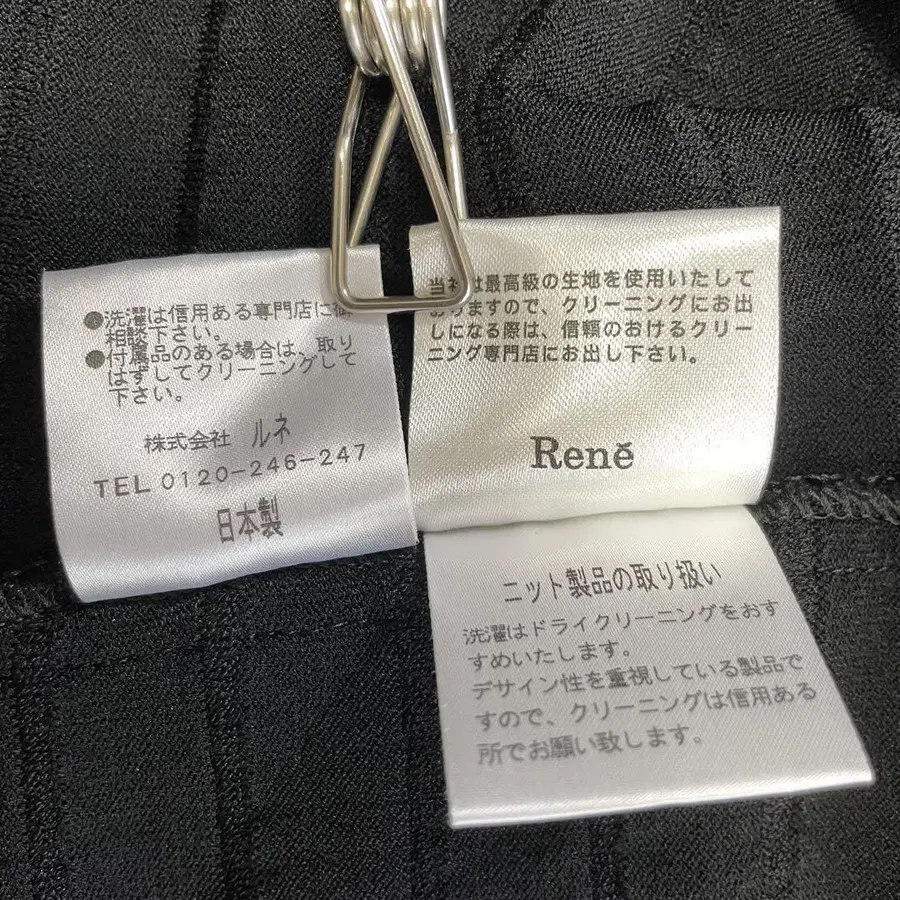 ●洗濯は信用ある専門店に御
相談下さい。
●付属品のある場合は、取り
はずしてクリーニングして
下さい。
株式会社 ルネ
TEL 0120-246-247
日本製
当社は最高級の生地を使用いたして
おりますので、クリーニングにお出
しになる際は、信頼のおけるクリー
ニング専門店にお出し下さい。
René
ニット製品の取り扱い
洗濯はドライクリーニングをおす
すめいたします。
デザイン性を重視している製品で
すので、クリーニングは信用ある
所でお願い致します。